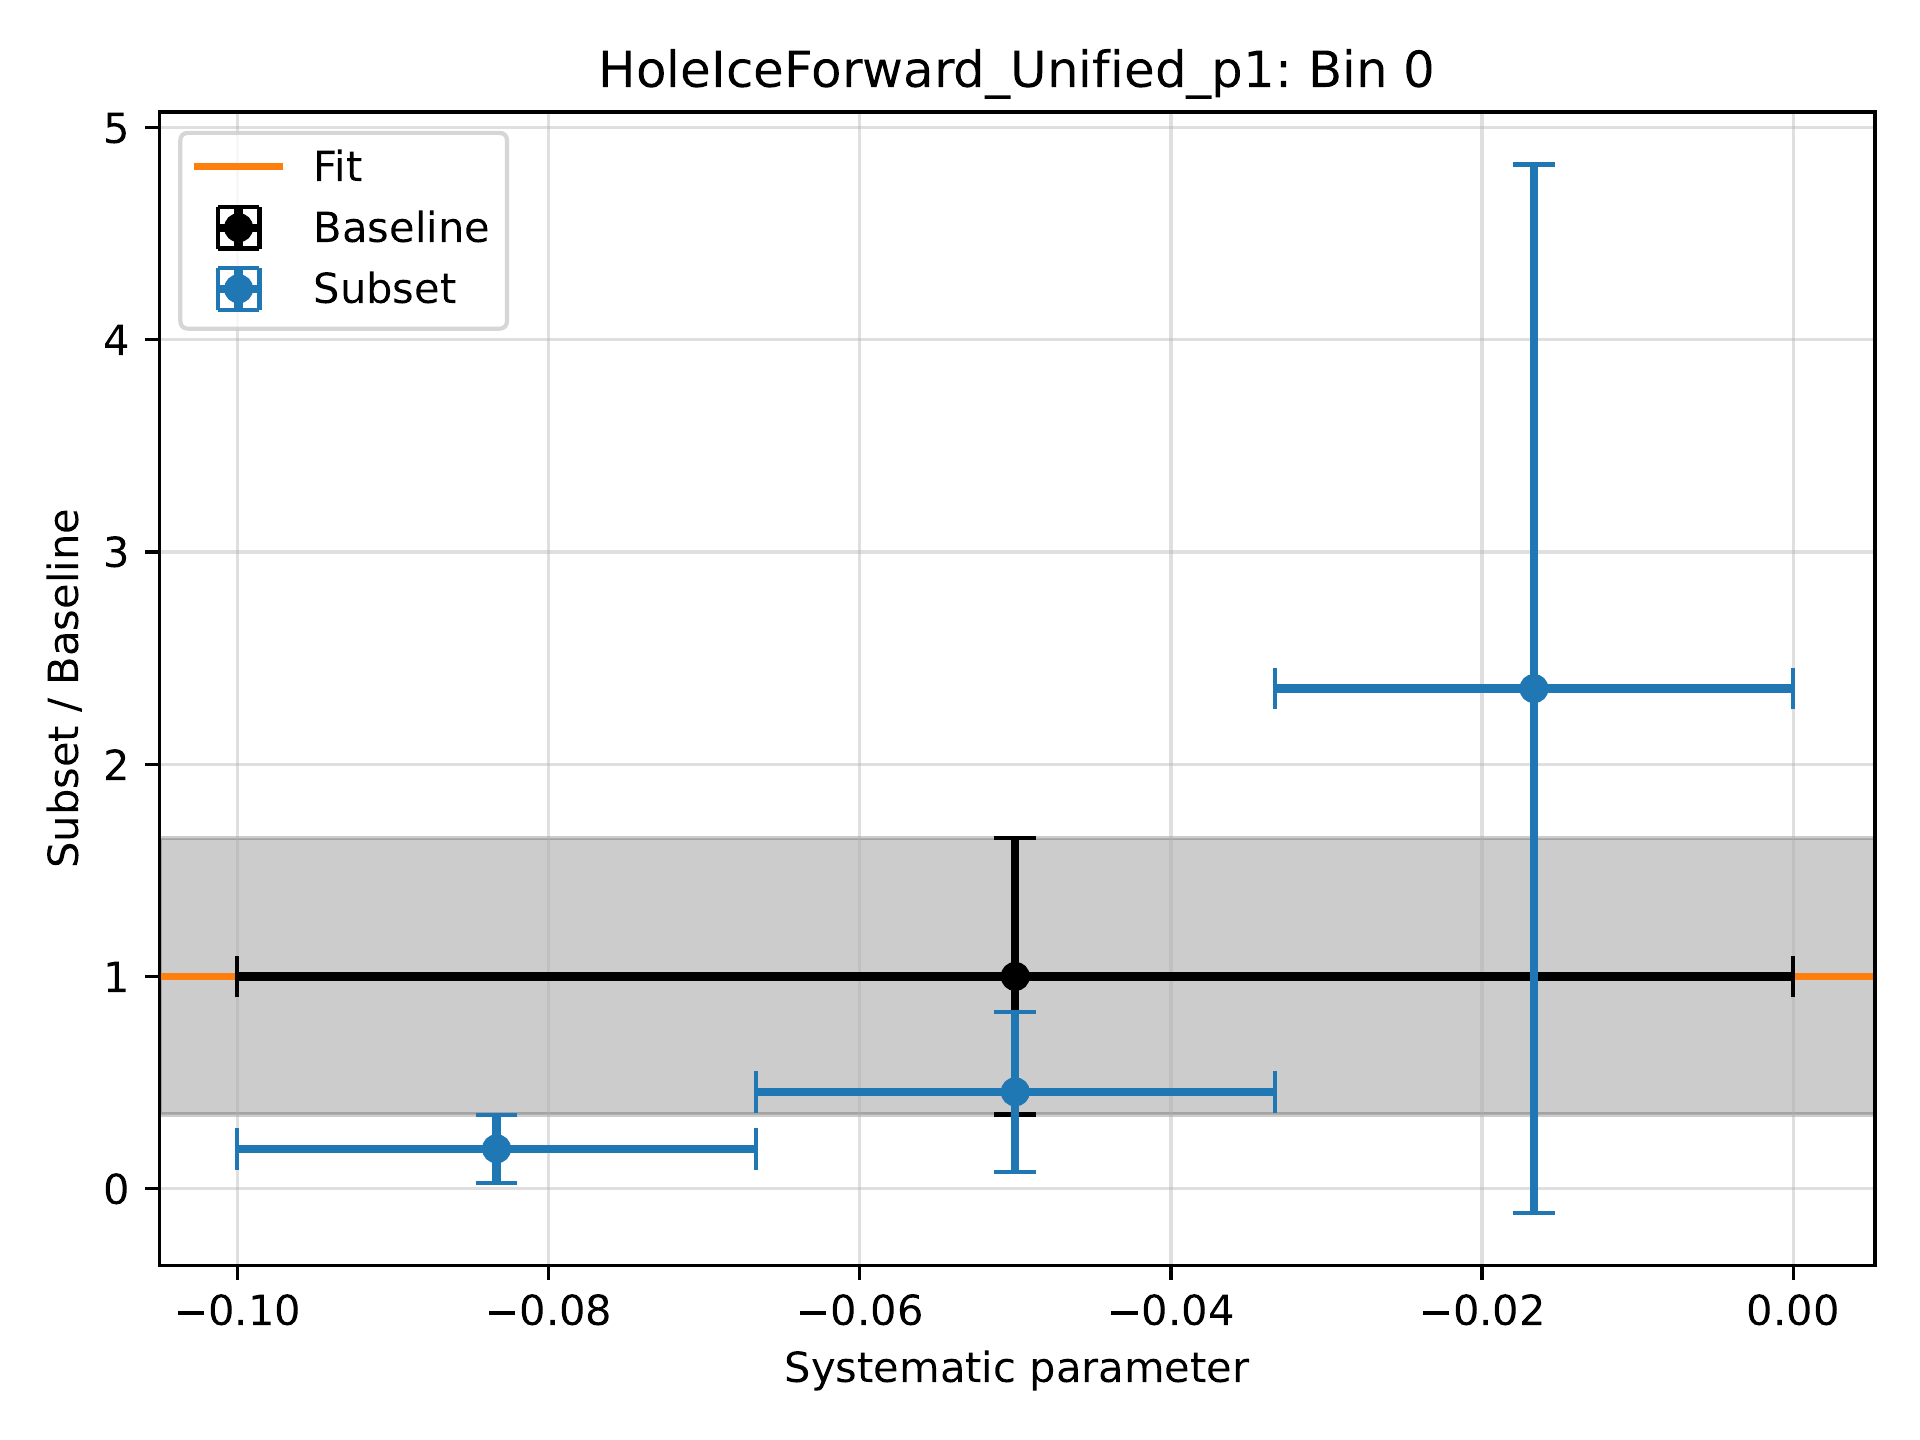 HoleIceForward_Unified_p1: Bin 0
Subset / Baseline
5
4
3
2
1
0
Fit
Baseline
Subset
−0.10
−0.08
−0.06
−0.04
−0.02
0.00
Systematic parameter